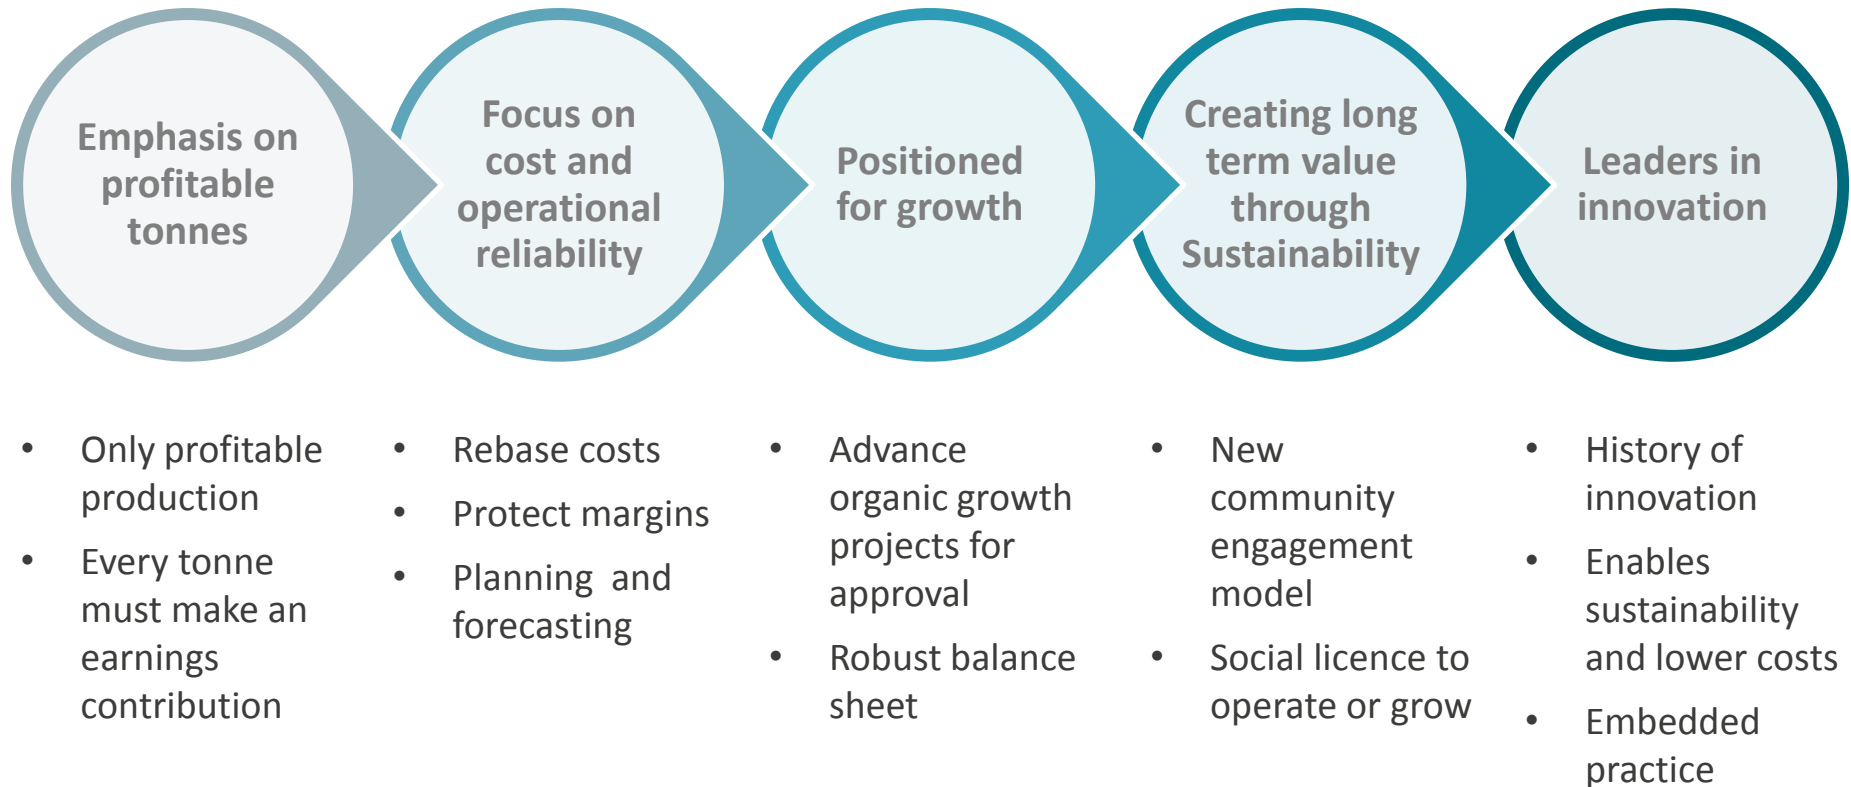 Emphasis on
profitable
tonnes
Focus on
cost and
operational
reliability
Positioned
for growth
Creating long
term value
through
Sustainability
Leaders in
innovation
• Only profitable
production
• Every tonne
must make an
earnings
contribution
• Rebase costs
• Protect margins
• Planning  and
forecasting
• Advance
organic growth
projects for
approval
• Robust balance
sheet
• New
community
engagement
model
• Social licence to
operate or grow
• History of
innovation
• Enables
sustainability
and lower costs
• Embedded
practice